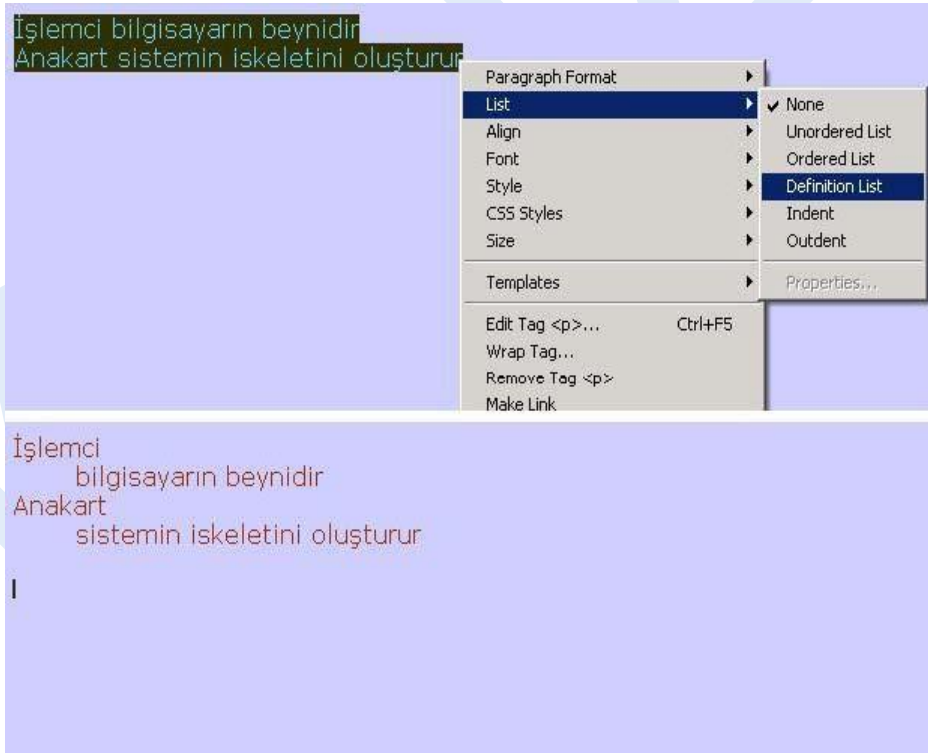 İşlemci bilgisayarın beynidir
Anakart sistemin iskeletini oluşturur
Paragraph Format
List
Align
Font
Style
CSS Styles
Size
Templates
Edit Tag <p>... Ctrl+F5
Wrap Tag...
Remove Tag <p>
Make Link
None
Unordered List
Ordered List
Definition List
Indent
Outdent
Properties...
İşlemci
bilgisayarın beynidir
Anakart
sistemin iskeletini oluşturur